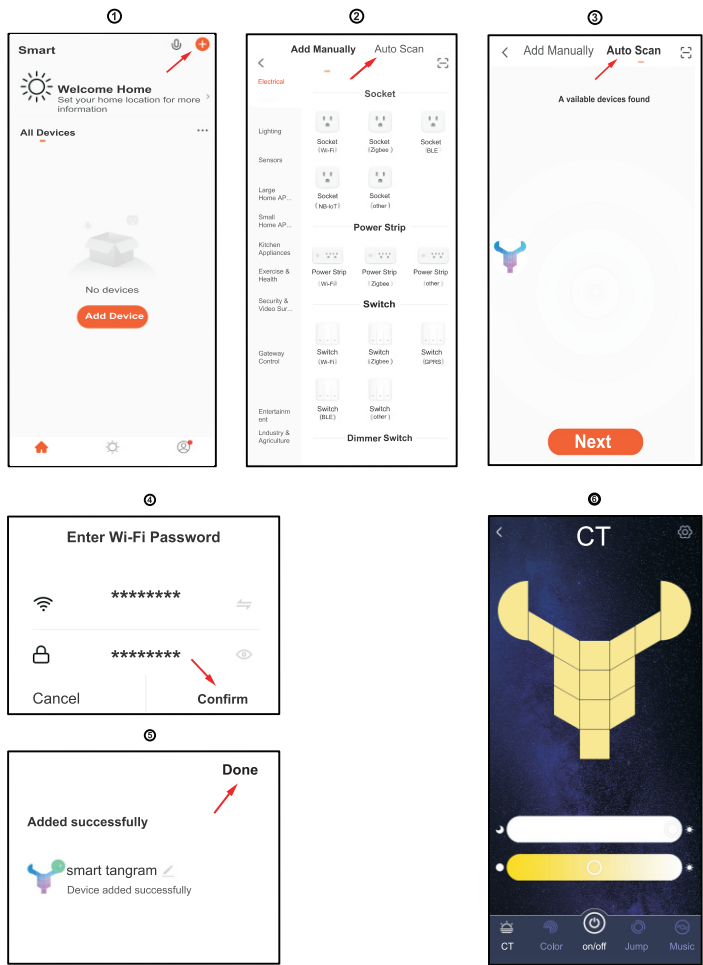 ①
Smart
Welcome Home
Set your home location for more
information
All Devices
No devices
Add Device
②
Add Manually Auto Scan
Electrical
Lighting
Sensors
Large
Home AP...
Small
Home AP...
Kitchen
Appliances
Exercise &
Health
Security &
Video Sur...
Gateway
Control
Entertainm
ent
Lndustry &
Agriculture
Socket
Socket
(Wi-Fi)
Socket
(Zigbee)
Socket
(BLE)
Socket
(NB-IoT)
Socket
(other)
Power Strip
Power Strip
(Wi-Fi)
Power Strip
(Zigbee)
Power Strip
(other)
Switch
Switch
(Wi-Fi)
Switch
(Zigbee)
Switch
(GPRS)
Switch
(BLE)
Switch
(other)
Dimmer Switch
③
Add Manually Auto Scan
A vailable devices found
Next
④
Enter Wi-Fi Password
********
********
Cancel Confirm
⑤
Done
Added successfully
smart tangram
Device added successfully
⑥
CT
CT Color on/off Jump Music